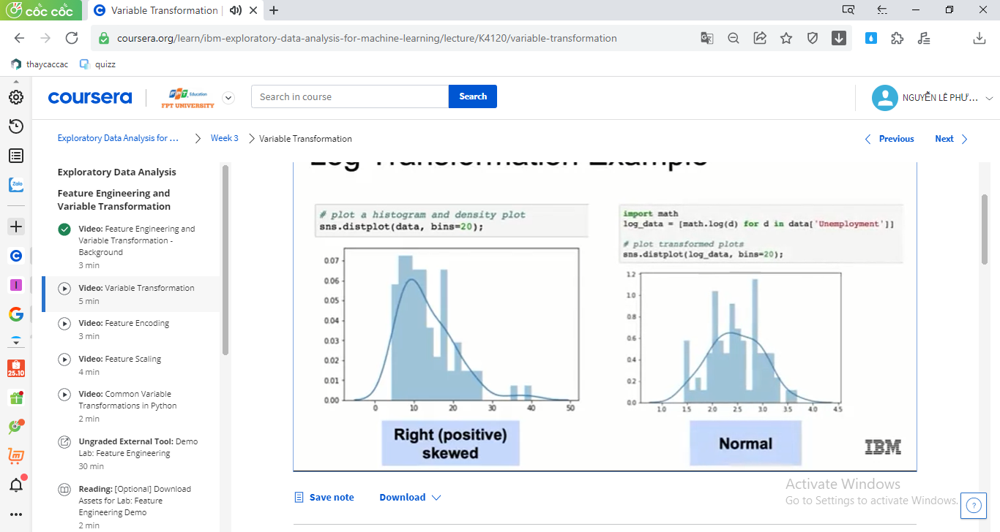 cốc cốc
Variable Transformation |
coursera.org/learn/ibm-exploratory-data-analysis-for-machine-learning/lecture/K4120/variable-transformation
thaycaccac
quizz
coursera
FPT Education
FPT UNIVERSITY
Search in course
Search
NGUYỄN LÊ PHƯ...
Exploratory Data Analysis for ...
Week 3
Variable Transformation
Previous
Next
Zalo
25.10
Exploratory Data Analysis
Feature Engineering and
Variable Transformation
Video: Feature Engineering and
Variable Transformation -
Background
3 min
Video: Variable Transformation
5 min
Video: Feature Encoding
3 min
Video: Feature Scaling
4 min
Video: Common Variable
Transformations in Python
2 min
Ungraded External Tool: Demo
Lab: Feature Engineering
30 min
Reading: [Optional] Download
Assets for Lab: Feature
Engineering Demo
2 min
Log Transformation Example
# plot a histogram and density plot
sns.distplot(data, bins=20);
0.07
0.06
0.05
0.04
0.03
0.02
0.01
0.00
0 10 20 30 40 50
Right (positive)
skewed
import math
log_data = [math.log(d) for d in data['Unemployment']]
# plot transformed plots
sns.distplot(log_data, bins=20);
1.2
1.0
0.8
0.6
0.4
0.2
0.0
1.0 1.5 2.0 2.5 3.0 3.5 4.0 4.5
Normal
IBM
Save note
Download
Activate Windows
Go to Settings to activate Windows.
?